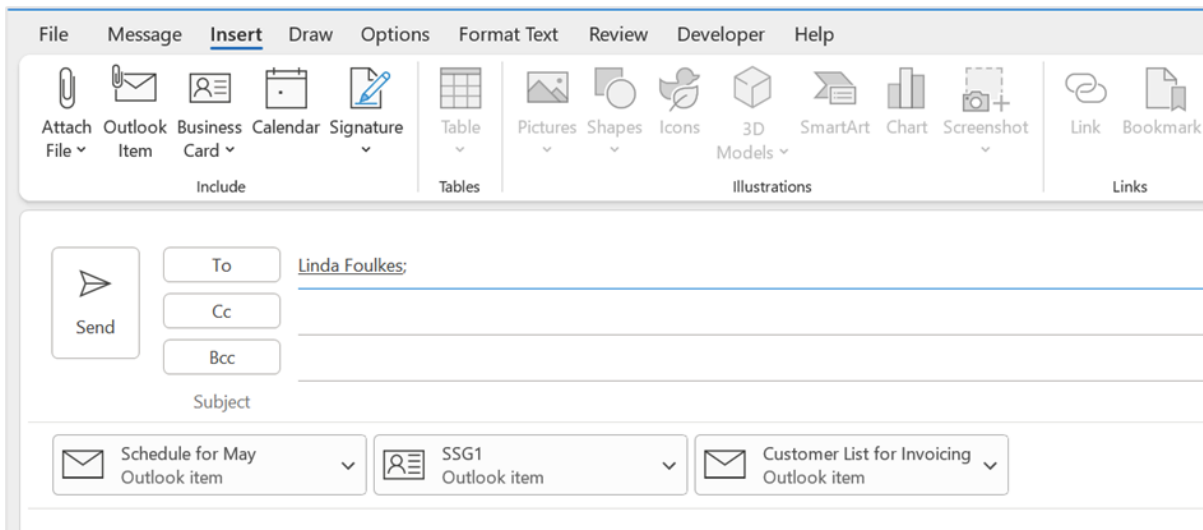 File Message Insert Draw Options Format Text Review Developer Help
Attach Outlook Business Calendar Signature Table Pictures Shapes Icons 3D SmartArt Chart Screenshot Link Bookmark
File Item Card Models
Include Tables Illustrations Links
To Linda Foulkes;
Cc
Send
Bcc
Subject
Schedule for May SSG1 Customer List for Invoicing
Outlook item Outlook item Outlook item